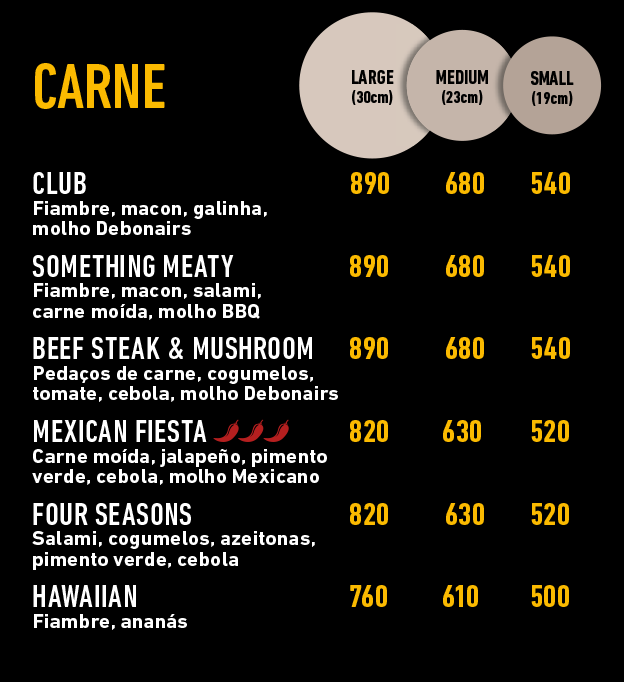 CARNE
LARGE
(30cm)
MEDIUM
(23cm)
SMALL
(19cm)
CLUB 890 680 540
Fiambre, macon, galinha,
molho Debonairs
SOMETHING MEATY 890 680 540
Fiambre, macon, salami,
carne moída, molho BBQ
BEEF STEAK & MUSHROOM 890 680 540
Pedaços de carne, cogumelos,
tomate, cebola, molho Debonairs
MEXICAN FIESTA 820 630 520
Carne moída, jalapeño, pimento
verde, cebola, molho Mexicano
FOUR SEASONS 820 630 520
Salami, cogumelos, azeitonas,
pimento verde, cebola
HAWAIIAN 760 610 500
Fiambre, ananás